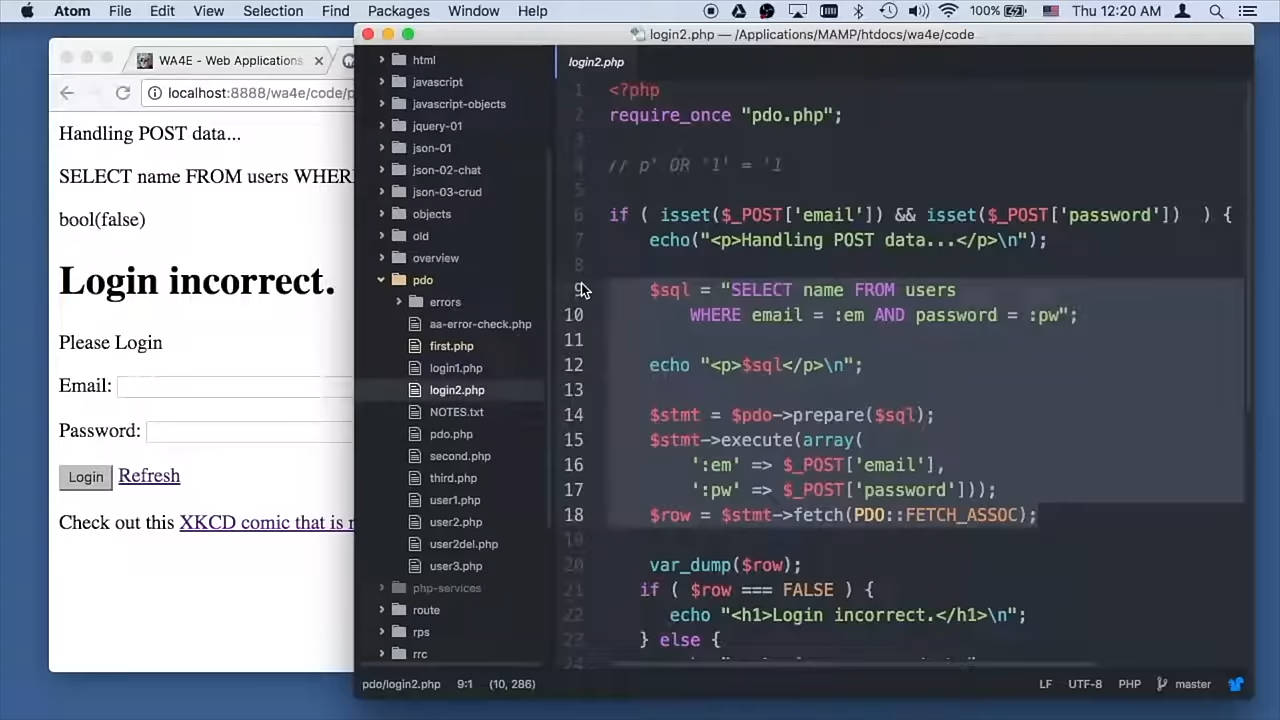 Atom File Edit View Selection Find Packages Window Help 100% Thu 12:20 AM
WA4E - Web Applications
localhost:8888/wa4e/code/p
Handling POST data...
SELECT name FROM users WHERE
bool(false)
Login incorrect.
Please Login
Email:
Password:
Login Refresh
Check out this XKCD comic that is r
login2.php — /Applications/MAMP/htdocs/wa4e/code
html
javascript
javascript-objects
jquery-01
json-01
json-02-chat
json-03-crud
objects
old
overview
pdo
errors
aa-error-check.php
first.php
login1.php
login2.php
NOTES.txt
pdo.php
second.php
third.php
user1.php
user2.php
user2del.php
user3.php
php-services
route
rps
rrc
login2.php
1 <?php
2 require_once "pdo.php";
3
4 // p' OR '1' = '1
5
6 if ( isset($_POST['email']) && isset($_POST['password']) ) {
7 echo("<p>Handling POST data...</p>\n");
8
9 $sql = "SELECT name FROM users
10 WHERE email = :em AND password = :pw";
11
12 echo "<p>$sql</p>\n";
13
14 $stmt = $pdo->prepare($sql);
15 $stmt->execute(array(
16 ':em' => $_POST['email'],
17 ':pw' => $_POST['password']));
18 $row = $stmt->fetch(PDO::FETCH_ASSOC);
19
20 var_dump($row);
21 if ( $row === FALSE ) {
22 echo "<h1>Login incorrect.</h1>\n";
23 } else {
24
pdo/login2.php 9:1 (10, 286) LF UTF-8 PHP master